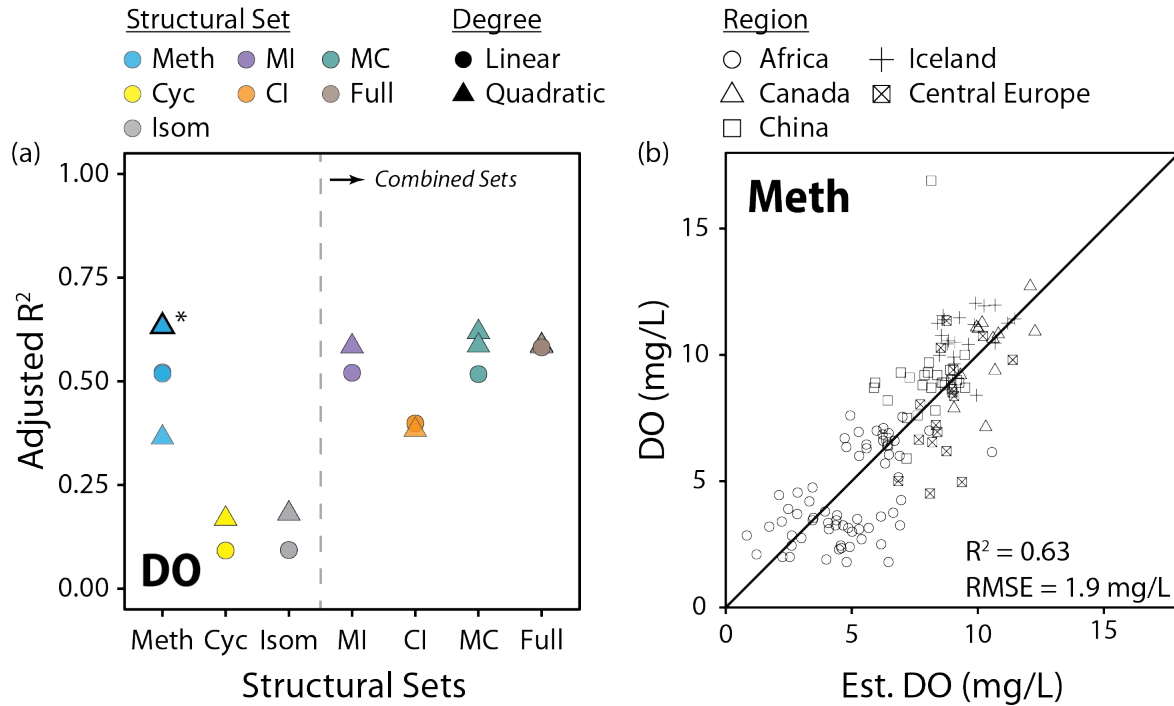 Structural Set
Meth
MI
MC
Cyc
CI
Full
Isom
Degree
Linear
Quadratic
Region
Africa
Iceland
Canada
Central Europe
China
(a)
Adjusted R²
1.00
0.75
0.50
0.25
0.00
Combined Sets
*
DO
Meth Cyc Isom MI CI MC Full
Structural Sets
(b)
DO (mg/L)
15
10
5
0
Meth
R² = 0.63
RMSE = 1.9 mg/L
0 5 10 15
Est. DO (mg/L)